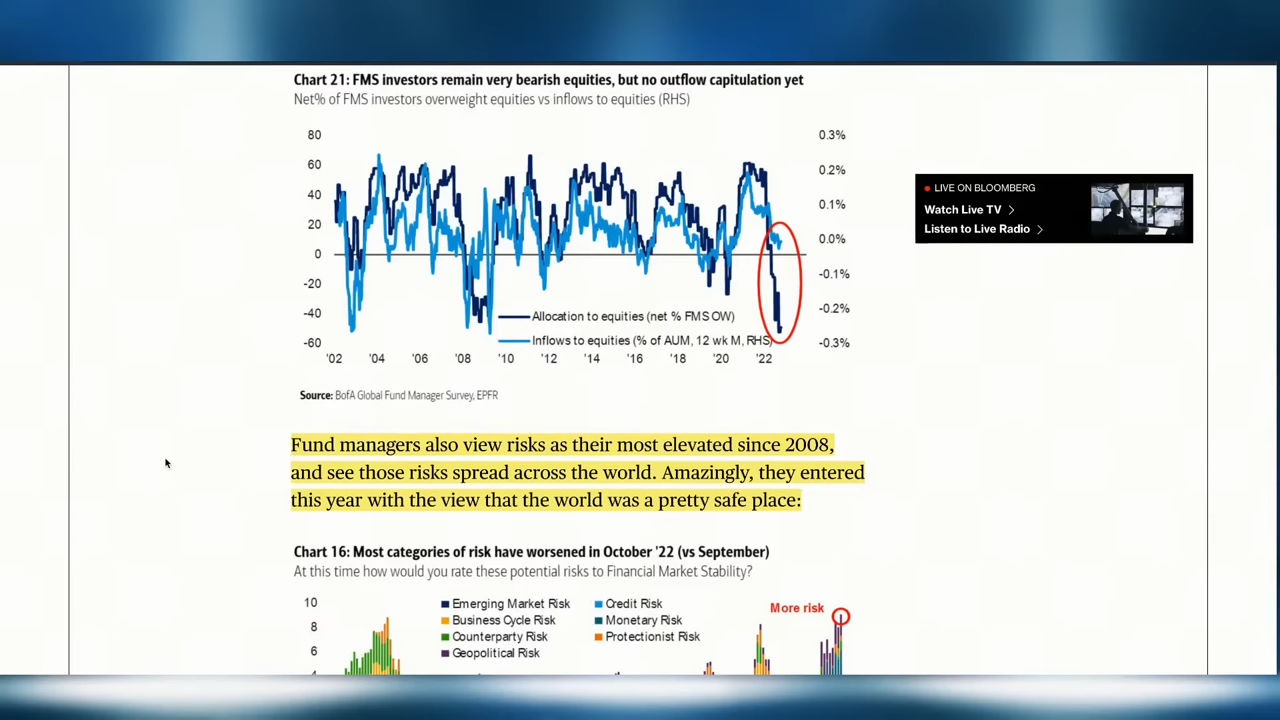 Chart 21: FMS investors remain very bearish equities, but no outflow capitulation yet
Net% of FMS investors overweight equities vs inflows to equities (RHS)
80 0.3%
60 0.2%
40
20 0.1%
0 0.0%
-20 -0.1%
-40 -0.2%
-60 -0.3%
Allocation to equities (net % FMS OW)
Inflows to equities (% of AUM, 12 wk M, RHS)
'02 '04 '06 '08 '10 '12 '14 '16 '18 '20 '22
Source: BofA Global Fund Manager Survey, EPFR
LIVE ON BLOOMBERG
Watch Live TV
Listen to Live Radio
Fund managers also view risks as their most elevated since 2008,
and see those risks spread across the world. Amazingly, they entered
this year with the view that the world was a pretty safe place:
Chart 16: Most categories of risk have worsened in October '22 (vs September)
At this time how would you rate these potential risks to Financial Market Stability?
10
8
6
4
Emerging Market Risk Credit Risk
Business Cycle Risk Monetary Risk
Counterparty Risk Protectionist Risk
Geopolitical Risk
More risk